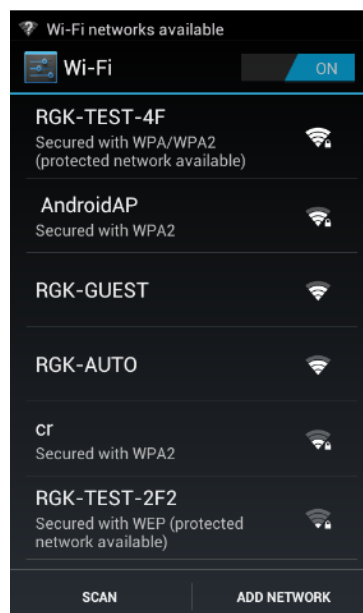 Wi-Fi networks available
Wi-Fi
ON
RGK-TEST-4F
Secured with WPA/WPA2
(protected network available)
AndroidAP
Secured with WPA2
RGK-GUEST
RGK-AUTO
cr
Secured with WPA2
RGK-TEST-2F2
Secured with WEP (protected
network available)
SCAN
ADD NETWORK